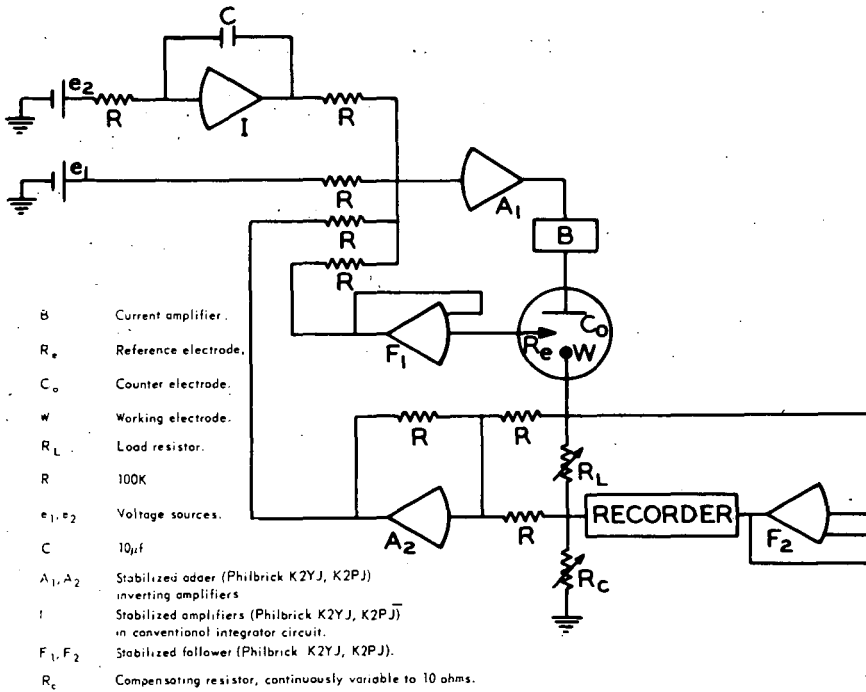 C
e2
R
I
R
e1
R
A1
R
B
R
Co
F1
Re
W
R
R
RL
A2
R
RECORDER
F2
Rc
B Current amplifier.
Re Reference electrode,
Co Counter electrode.
W Working electrode.
RL Load resistor.
R 100K
e1, e2 Voltage sources.
C 10μf
A1, A2 Stabilized adder (Philbrick K2YJ, K2PJ)
inverting amplifiers
I Stabilized amplifiers (Philbrick K2YJ, K2PJ)
in conventional integrator circuit.
F1, F2 Stabilized follower (Philbrick K2YJ, K2PJ).
Rc Compensating resistor, continuously variable to 10 ohms.